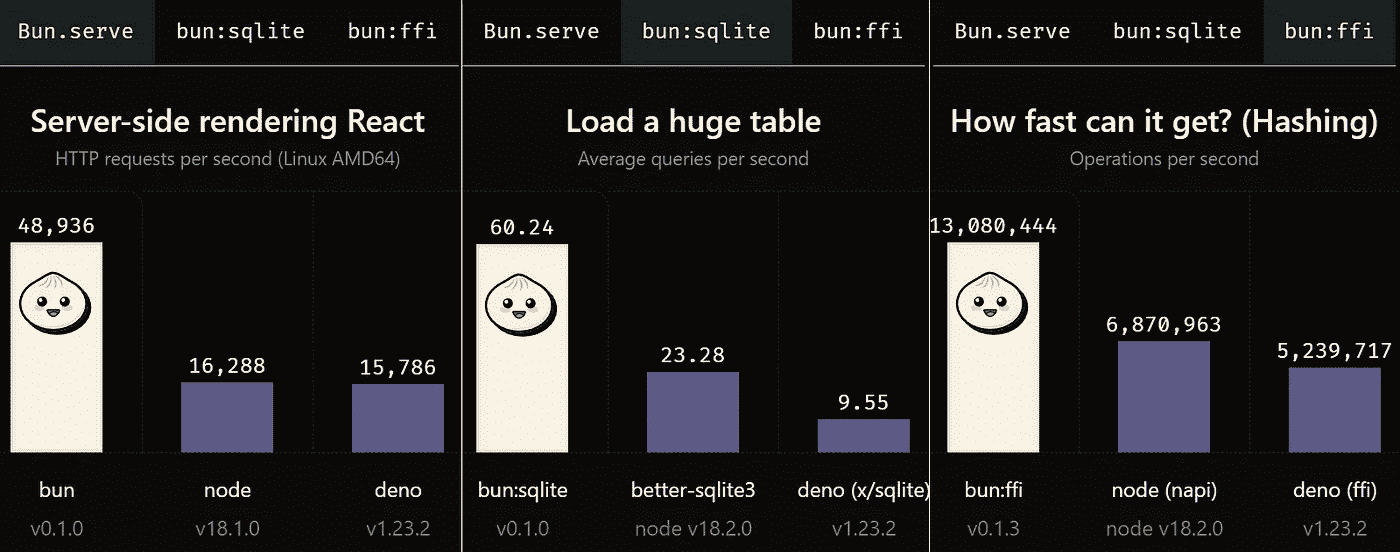 Bun.serve bun:sqlite bun:ffi
Server-side rendering React
HTTP requests per second (Linux AMD64)
48,936
16,288
15,786
bun
node
deno
v0.1.0
v18.1.0
v1.23.2
Bun.serve bun:sqlite bun:ffi
Load a huge table
Average queries per second
60.24
23.28
9.55
bun:sqlite
better-sqlite3
deno (x/sqlite)
v0.1.0
node v18.2.0
v1.23.2
Bun.serve bun:sqlite bun:ffi
How fast can it get? (Hashing)
Operations per second
13,080,444
6,870,963
5,239,717
bun:ffi
node (napi)
deno (ffi)
v0.1.3
node v18.2.0
v1.23.2